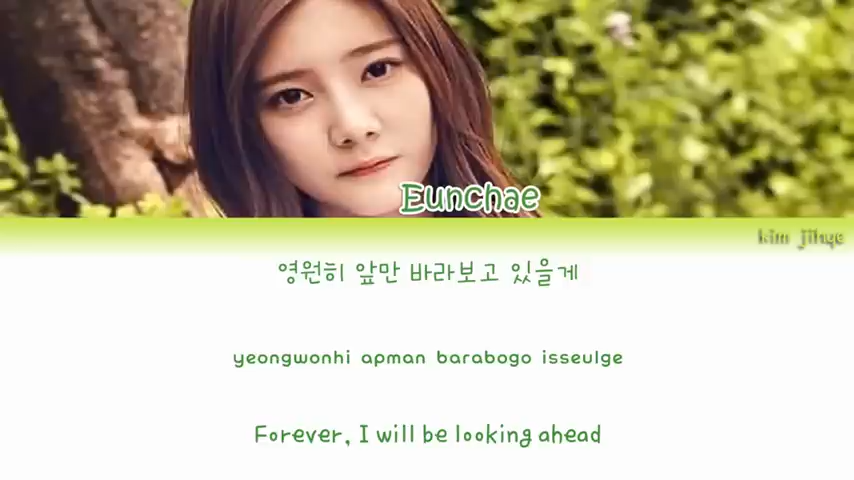 Eunchae
kim jihye
영원히 앞만 바라보고 있을게
yeongwonhi apman barabogo isseulge
Forever, I will be looking ahead